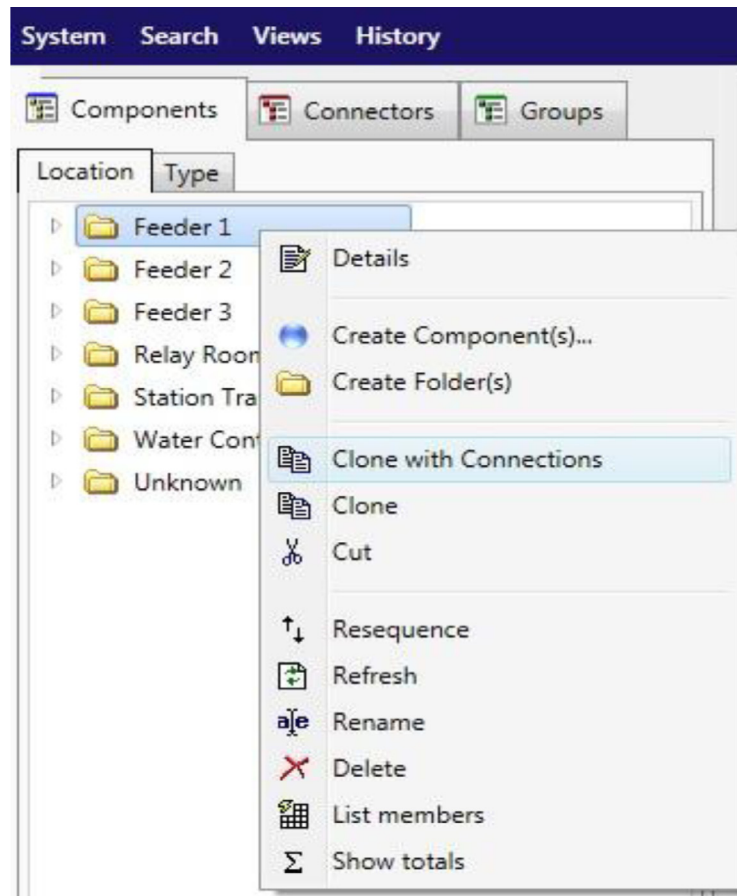 System Search Views History
Components Connectors Groups
Location Type
Feeder 1
Feeder 2
Feeder 3
Relay Roon
Station Tra
Water Con
Unknown
Details
Create Component(s)...
Create Folder(s)
Clone with Connections
Clone
Cut
Resequence
Refresh
Rename
Delete
List members
Show totals